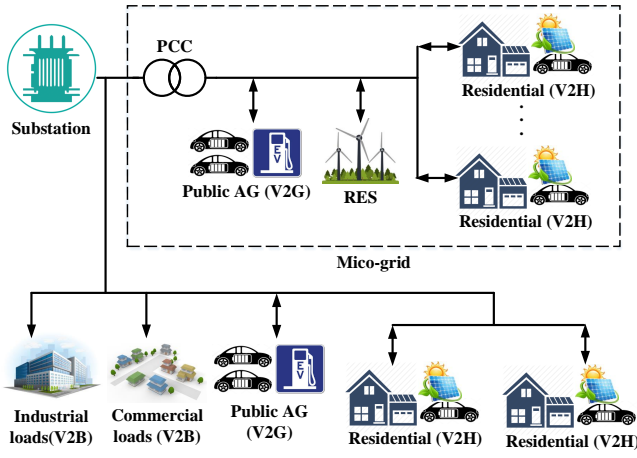 PCC
Substation
Residential (V2H)
EV
Public AG (V2G)
RES
Residential (V2H)
Mico-grid
EV
Industrial
loads(V2B)
Commercial
loads (V2B)
Public AG
(V2G)
Residential (V2H)
Residential (V2H)